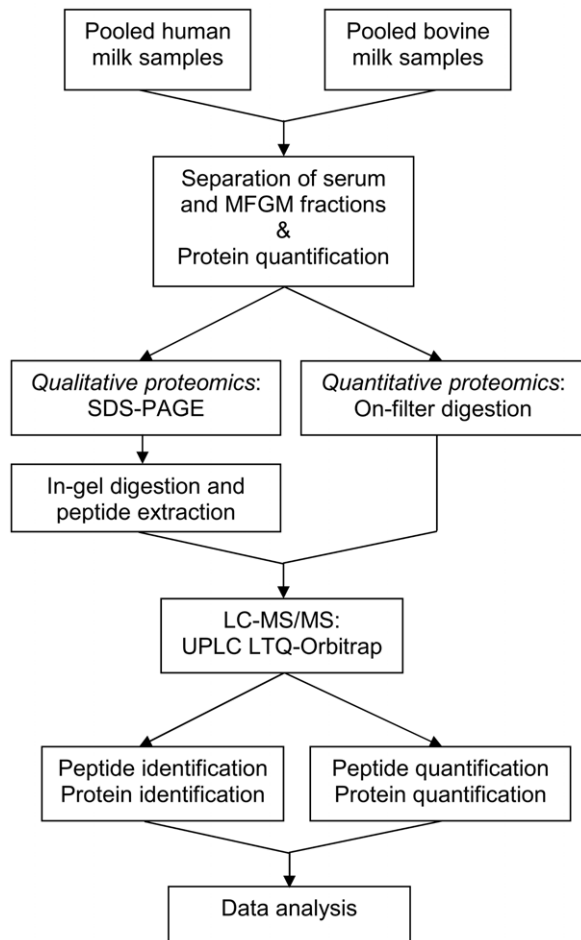 Pooled human
milk samples
Pooled bovine
milk samples
Separation of serum
and MFGM fractions
&
Protein quantification
Qualitative proteomics:
SDS-PAGE
Quantitative proteomics:
On-filter digestion
In-gel digestion and
peptide extraction
LC-MS/MS:
UPLC LTQ-Orbitrap
Peptide identification
Protein identification
Peptide quantification
Protein quantification
Data analysis